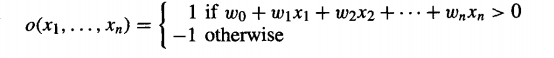 o(x₁, . . . , xₙ) = { 1 if w₀ + w₁x₁ + w₂x₂ + · · · + wₙxₙ > 0
−1 otherwise